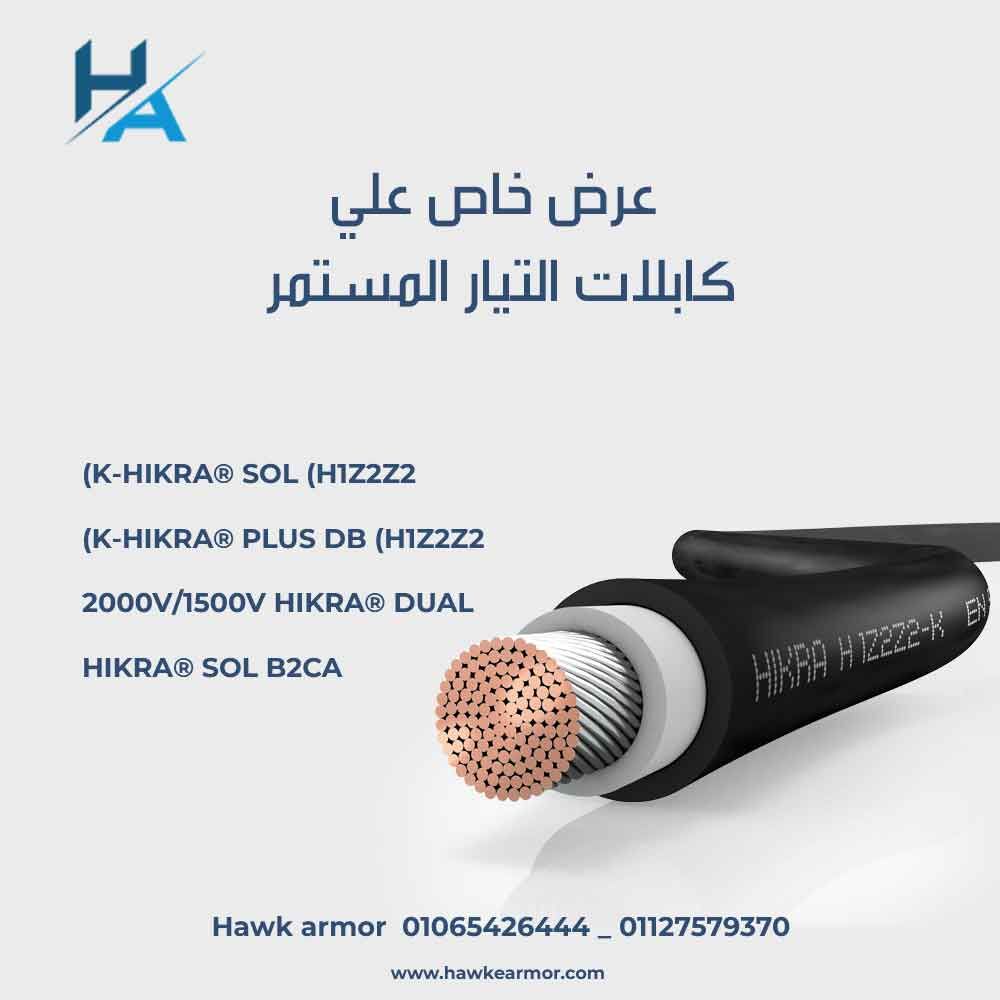 HA
عرض خاص علي
كابلات التيار المستمر
(K-HIKRA® SOL (H1Z2Z2
(K-HIKRA® PLUS DB (H1Z2Z2
2000V/1500V HIKRA® DUAL
HIKRA® SOL B2CA
HIKRA H1Z2Z2-K EN
Hawk armor 01065426444 _ 01127579370
www.hawkearmor.com